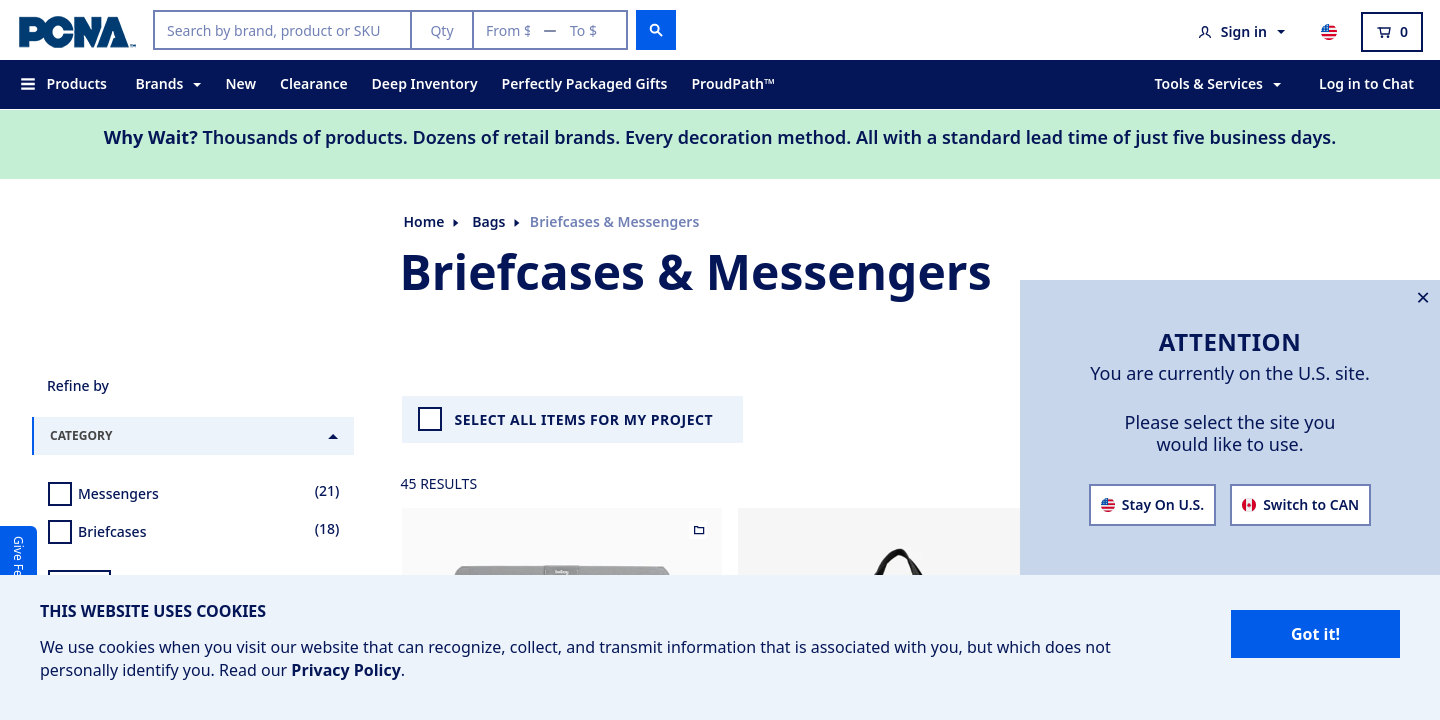 PCNA™
Search by brand, product or SKU
Qty
From $ — To $
Sign in
0
Products
Brands
New
Clearance
Deep Inventory
Perfectly Packaged Gifts
ProudPath™
Tools & Services
Log in to Chat
Why Wait? Thousands of products. Dozens of retail brands. Every decoration method. All with a standard lead time of just five business days.
Home
Bags
Briefcases & Messengers
Briefcases & Messengers
Refine by
CATEGORY
Messengers (21)
Briefcases (18)
SELECT ALL ITEMS FOR MY PROJECT
45 RESULTS
ATTENTION
You are currently on the U.S. site.
Please select the site you
would like to use.
Stay On U.S.
Switch to CAN
Give Fe
THIS WEBSITE USES COOKIES
We use cookies when you visit our website that can recognize, collect, and transmit information that is associated with you, but which does not
personally identify you. Read our Privacy Policy.
Got it!